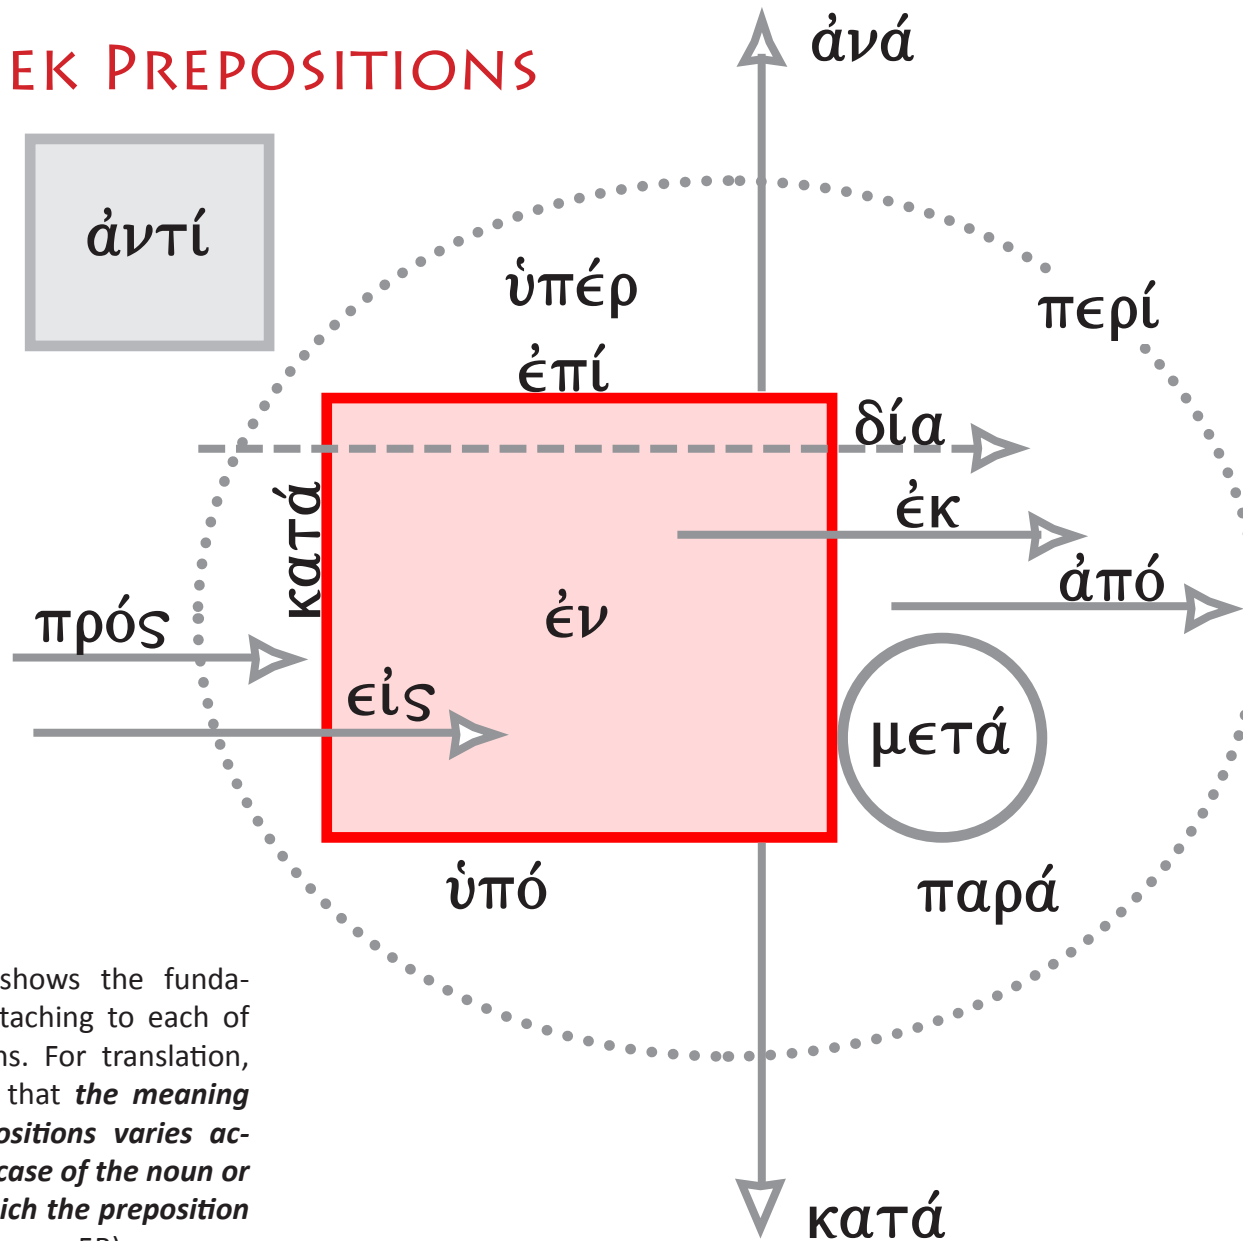 EK PREPOSITIONS
ἀνά
ἀντί
ὑπέρ
περί
ἐπί
δία
κατά
ἐκ
ἀπό
πρός
ἐν
εἰς
μετά
ὑπό
παρά
shows the funda-
taching to each of
ns. For translation,
that the meaning
ositions varies ac-
case of the noun or
ich the preposition
κατά